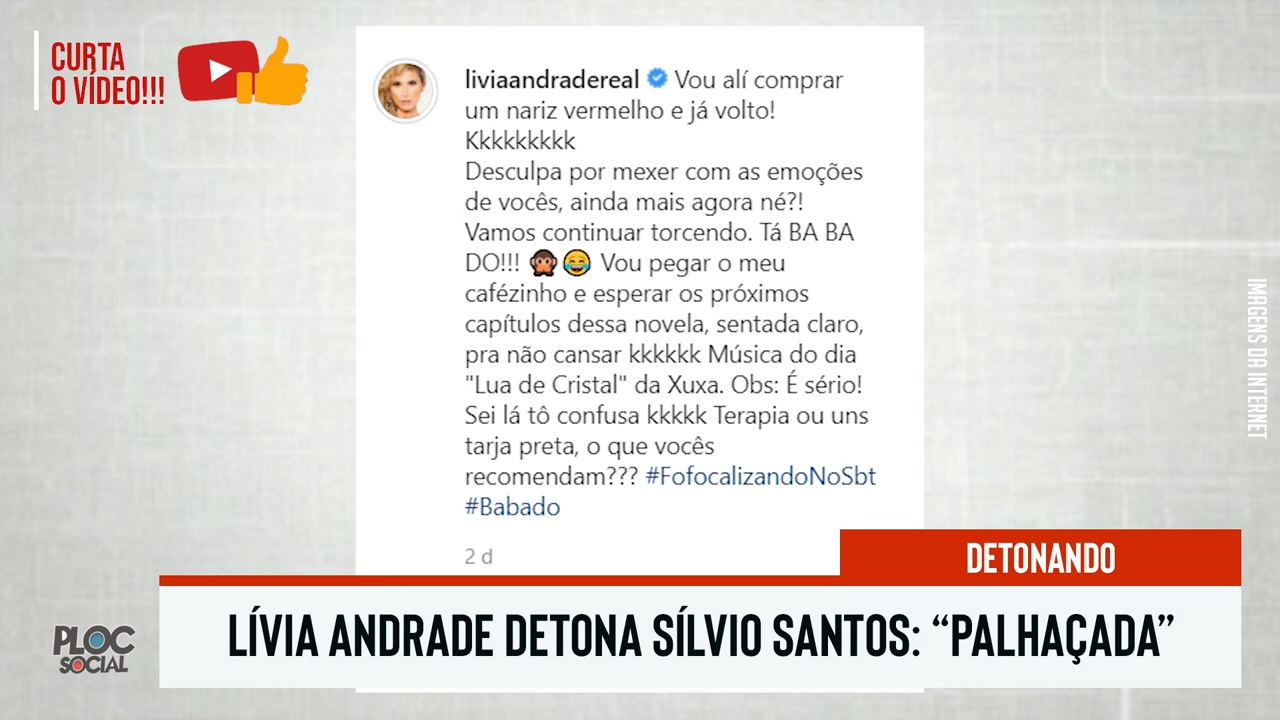 CURTA
O VÍDEO!!!
liviaandradereal Vou alí comprar
um nariz vermelho e já volto!
Kkkkkkkkk
Desculpa por mexer com as emoções
de vocês, ainda mais agora né?!
Vamos continuar torcendo. Tá BA BA
DO!!! 🙊😂 Vou pegar o meu
cafézinho e esperar os próximos
capítulos dessa novela, sentada claro,
pra não cansar kkkkkk Música do dia
"Lua de Cristal" da Xuxa. Obs: É sério!
Sei lá tô confusa kkkkk Terapia ou uns
tarja preta, o que vocês
recomendam??? #FofocalizandoNoSbt
#Babado
2 d
IMAGENS DA INTERNET
DETONANDO
LÍVIA ANDRADE DETONA SÍLVIO SANTOS: “PALHAÇADA”
PLOC
SOCIAL